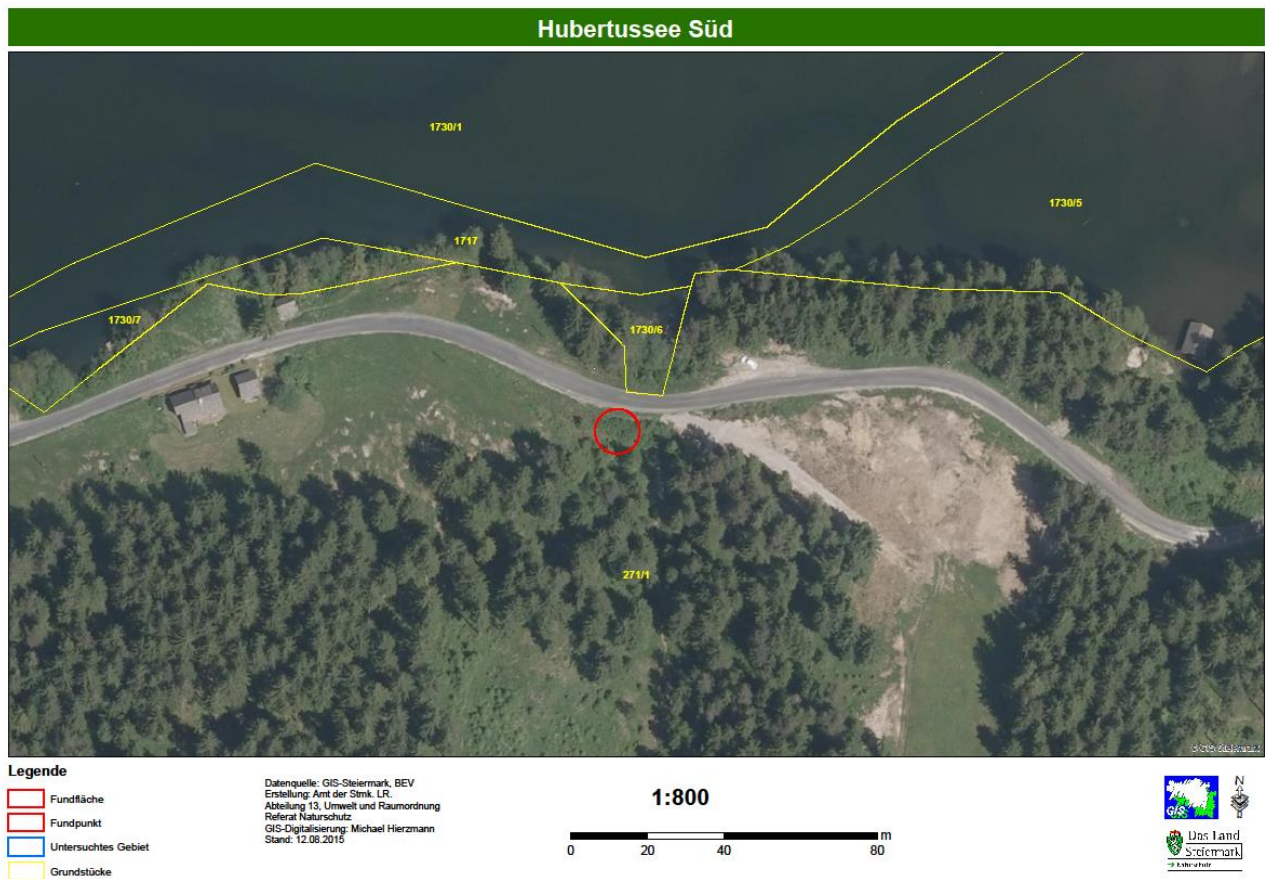 Hubertussee Süd
1730/1
1730/5
1717
1730/7
1730/6
271/1
Legende
Fundfläche
Fundpunkt
Untersuchtes Gebiet
Grundstücke
Datenquelle: GIS-Steiermark, BEV
Erstellung: Amt der Stmk. LR.
Abteilung 13, Umwelt und Raumordnung
Referat Naturschutz
GIS-Digitalisierung: Michael Hierzmann
Stand: 12.08.2015
1:800
m
0 20 40 80
GIS
N
Das Land
Steiermark